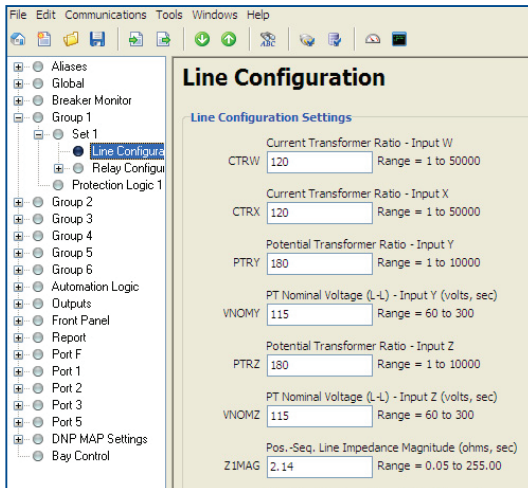 File Edit Communications Tools Windows Help
Aliases
Global
Breaker Monitor
Group 1
Set 1
Line Configura
Relay Configur
Protection Logic 1
Group 2
Group 3
Group 4
Group 5
Group 6
Automation Logic
Outputs
Front Panel
Report
Port F
Port 1
Port 2
Port 3
Port 5
DNP MAP Settings
Bay Control
Line Configuration
Line Configuration Settings
Current Transformer Ratio - Input W
CTRW 120 Range = 1 to 50000
Current Transformer Ratio - Input X
CTRX 120 Range = 1 to 50000
Potential Transformer Ratio - Input Y
PTRY 180 Range = 1 to 10000
PT Nominal Voltage (L-L) - Input Y (volts, sec)
VNOMY 115 Range = 60 to 300
Potential Transformer Ratio - Input Z
PTRZ 180 Range = 1 to 10000
PT Nominal Voltage (L-L) - Input Z (volts, sec)
VNOMZ 115 Range = 60 to 300
Pos.-Seq. Line Impedance Magnitude (ohms, sec)
Z1MAG 2.14 Range = 0.05 to 255.00